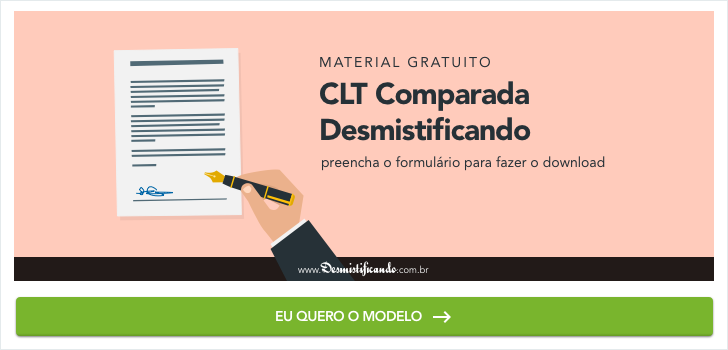 MATERIAL GRATUITO
CLT Comparada
Desmistificando
preencha o formulário para fazer o download
www.Desmistificando.com.br
EU QUERO O MODELO →